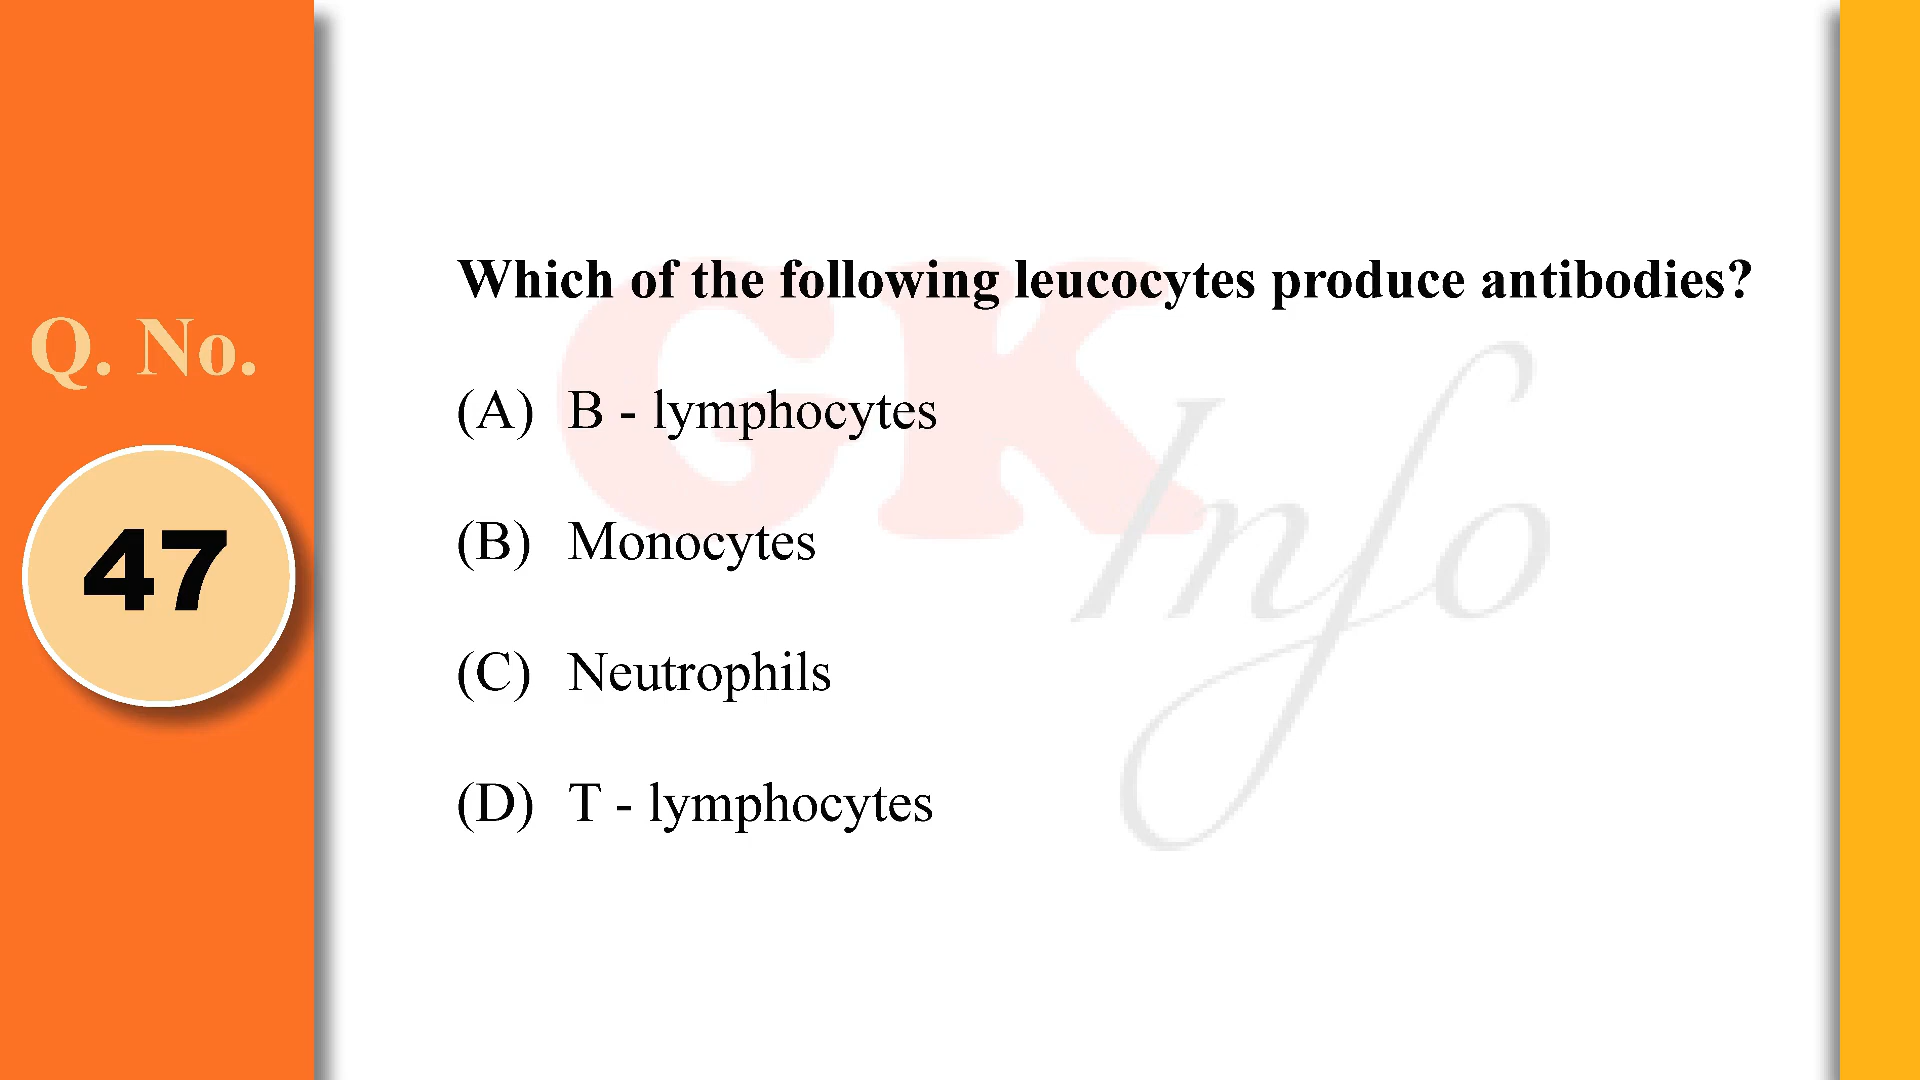 Q. No.
47
Which of the following leucocytes produce antibodies?
(A) B - lymphocytes
(B) Monocytes
(C) Neutrophils
(D) T - lymphocytes
GK
Info